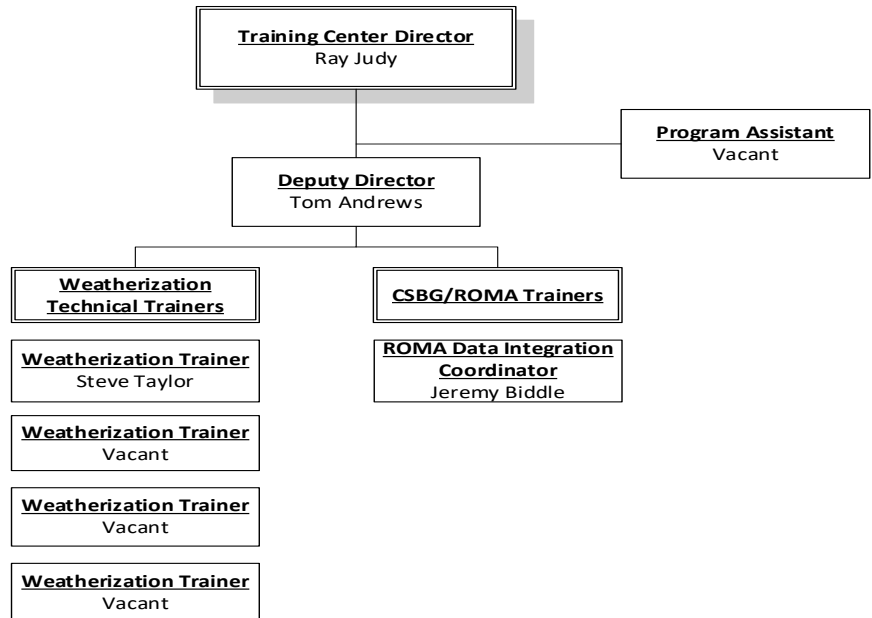 Training Center Director
Ray Judy
Program Assistant
Vacant
Deputy Director
Tom Andrews
Weatherization
Technical Trainers
CSBG/ROMA Trainers
Weatherization Trainer
Steve Taylor
ROMA Data Integration
Coordinator
Jeremy Biddle
Weatherization Trainer
Vacant
Weatherization Trainer
Vacant
Weatherization Trainer
Vacant